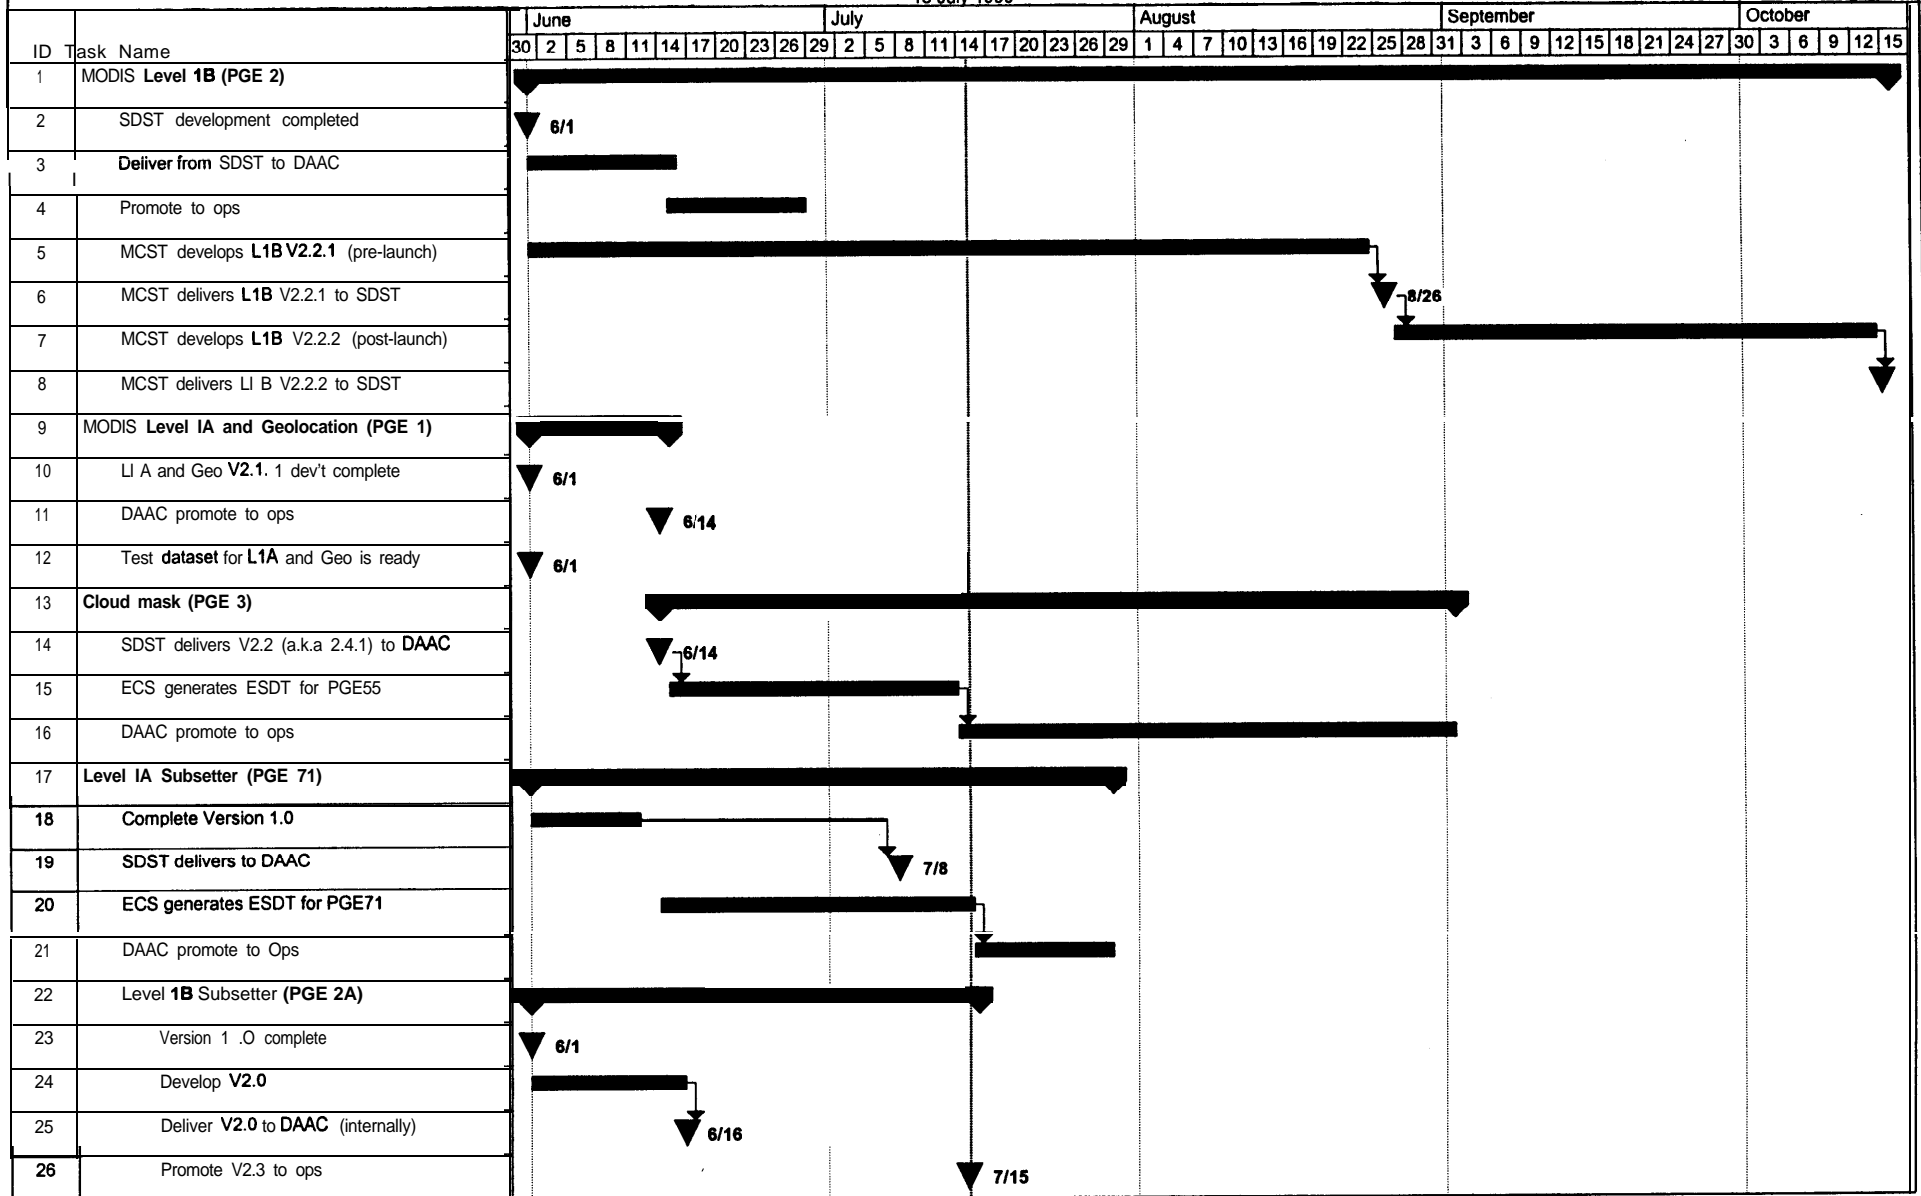 June July August September October
ID Task Name 30 2 5 8 11 14 17 20 23 26 29 2 5 8 11 14 17 20 23 26 29 1 4 7 10 13 16 19 22 25 28 31 3 6 9 12 15 18 21 24 27 30 3 6 9 12 15
1 MODIS Level 1B (PGE 2)
2 SDST development completed 6/1
3 Deliver from SDST to DAAC
4 Promote to ops
5 MCST develops L1B V2.2.1 (pre-launch)
6 MCST delivers L1B V2.2.1 to SDST 8/26
7 MCST develops L1B V2.2.2 (post-launch)
8 MCST delivers LI B V2.2.2 to SDST
9 MODIS Level IA and Geolocation (PGE 1)
10 LI A and Geo V2.1. 1 dev't complete 6/1
11 DAAC promote to ops 6/14
12 Test dataset for L1A and Geo is ready 6/1
13 Cloud mask (PGE 3)
14 SDST delivers V2.2 (a.k.a 2.4.1) to DAAC 6/14
15 ECS generates ESDT for PGE55
16 DAAC promote to ops
17 Level IA Subsetter (PGE 71)
18 Complete Version 1.0
19 SDST delivers to DAAC 7/8
20 ECS generates ESDT for PGE71
21 DAAC promote to Ops
22 Level 1B Subsetter (PGE 2A)
23 Version 1 .O complete 6/1
24 Develop V2.0
25 Deliver V2.0 to DAAC (internally) 6/16
26 Promote V2.3 to ops 7/15